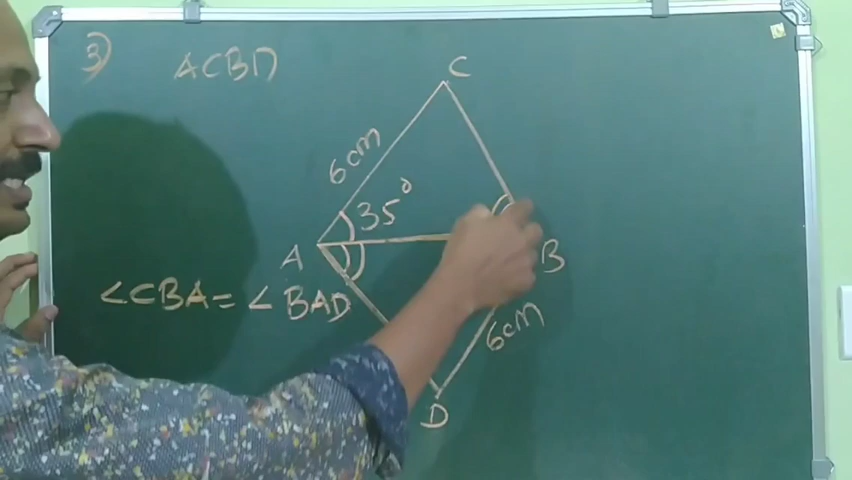 3)
ACBD
C
6cm
35°
A
B
∠CBA = ∠BAD
6cm
D